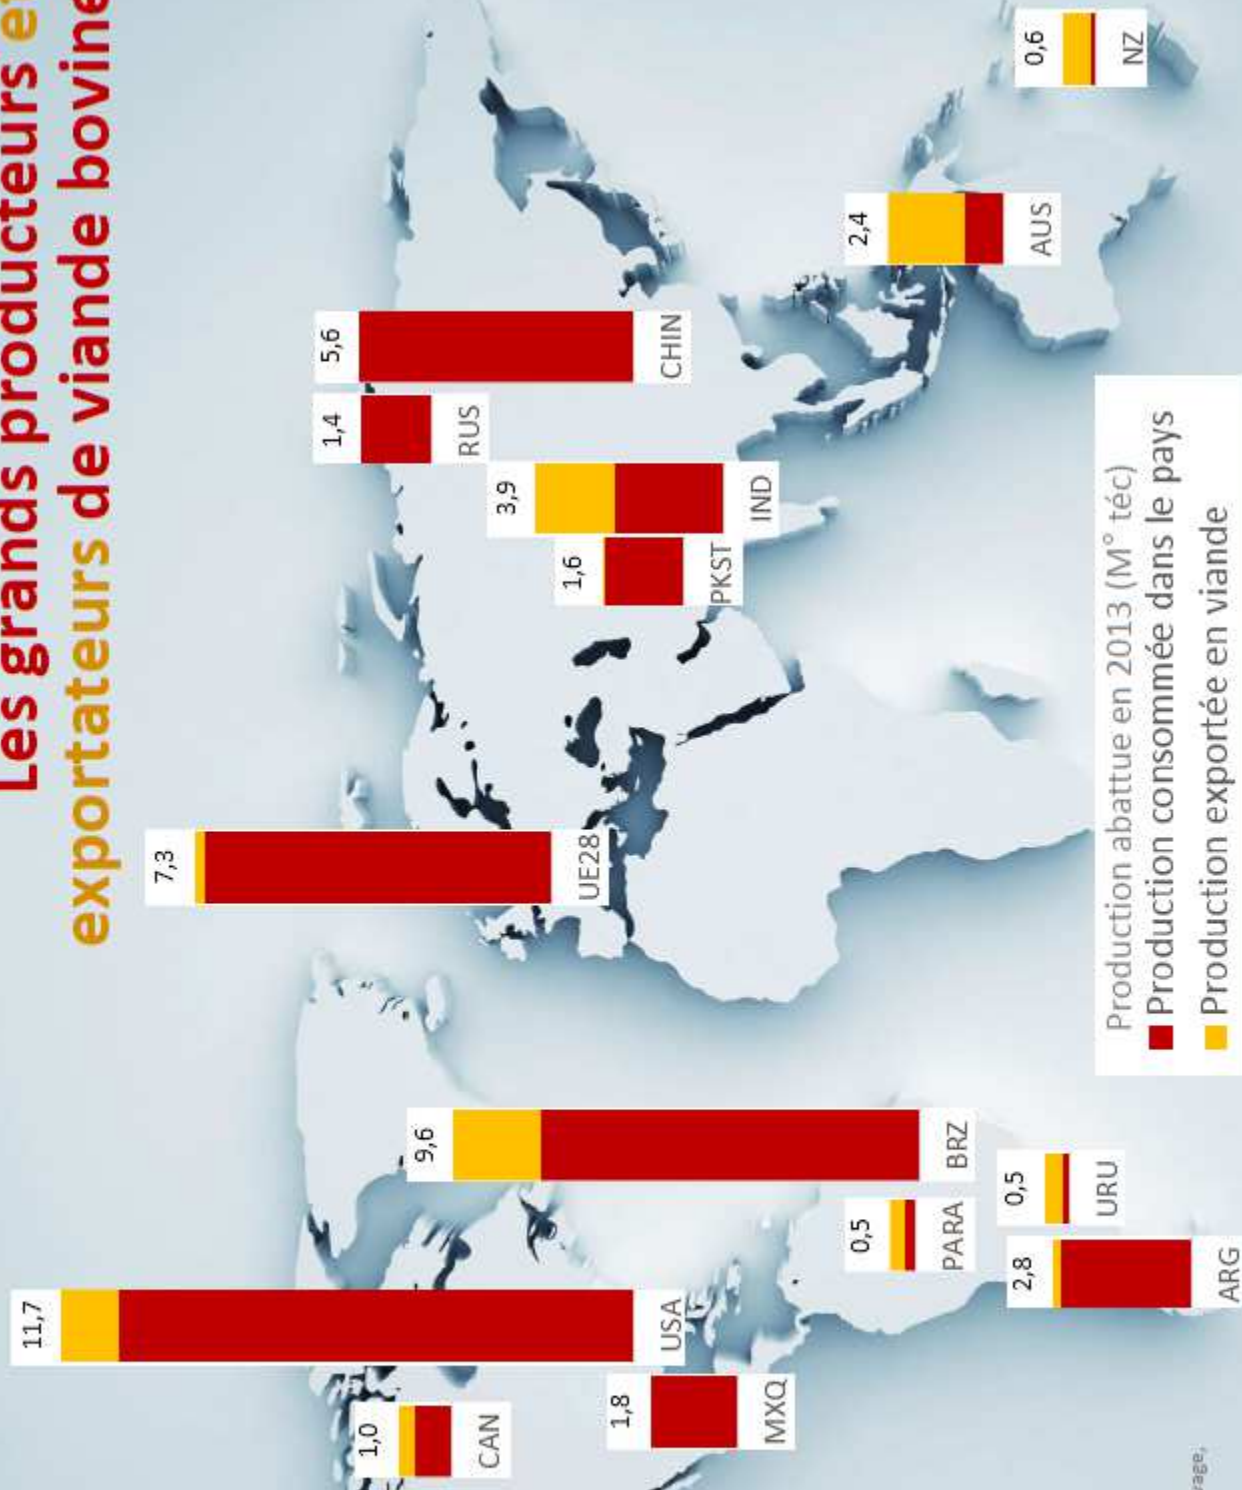 Les grands producteurs et
exportateurs de viande bovine
11,7
USA
1,0
CAN
1,8
MXQ
9,6
BRZ
0,5
PARA
0,5
URU
2,8
ARG
7,3
UE28
1,4
RUS
5,6
CHIN
3,9
IND
1,6
PKST
2,4
AUS
0,6
NZ
Production abattue en 2013 (M° téc)
Production consommée dans le pays
Production exportée en viande